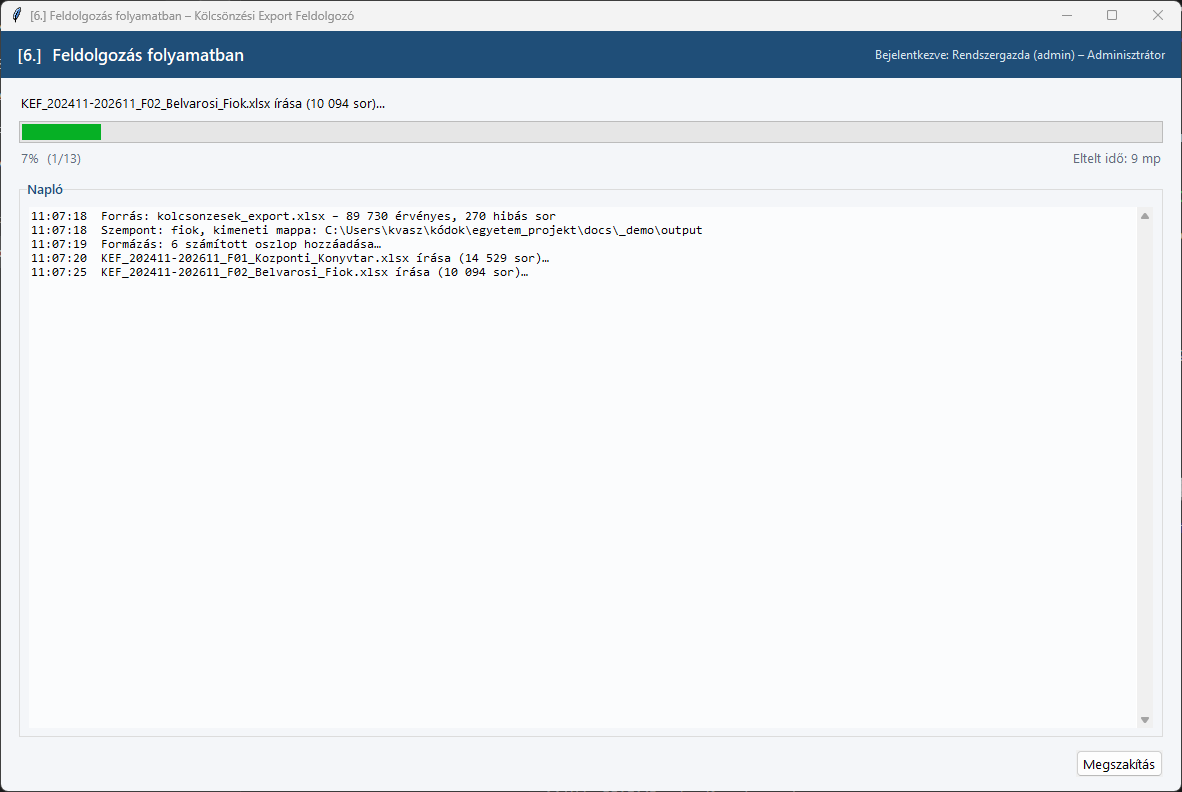 [6.] Feldolgozás folyamatban – Kölcsönzési Export Feldolgozó
[6.] Feldolgozás folyamatban
Bejelentkezve: Rendszergazda (admin) – Adminisztrátor
KEF_202411-202611_F02_Belvarosi_Fiok.xlsx írása (10 094 sor)...
7% (1/13)
Eltelt idő: 9 mp
Napló
11:07:18 Forrás: kolcsonzesek_export.xlsx – 89 730 érvényes, 270 hibás sor
11:07:18 Szempont: fiok, kimeneti mappa: C:\Users\kvasz\kódok\egyetem_projekt\docs\_demo\output
11:07:19 Formázás: 6 számított oszlop hozzáadása…
11:07:20 KEF_202411-202611_F01_Kozponti_Konyvtar.xlsx írása (14 529 sor)…
11:07:25 KEF_202411-202611_F02_Belvarosi_Fiok.xlsx írása (10 094 sor)…
Megszakítás